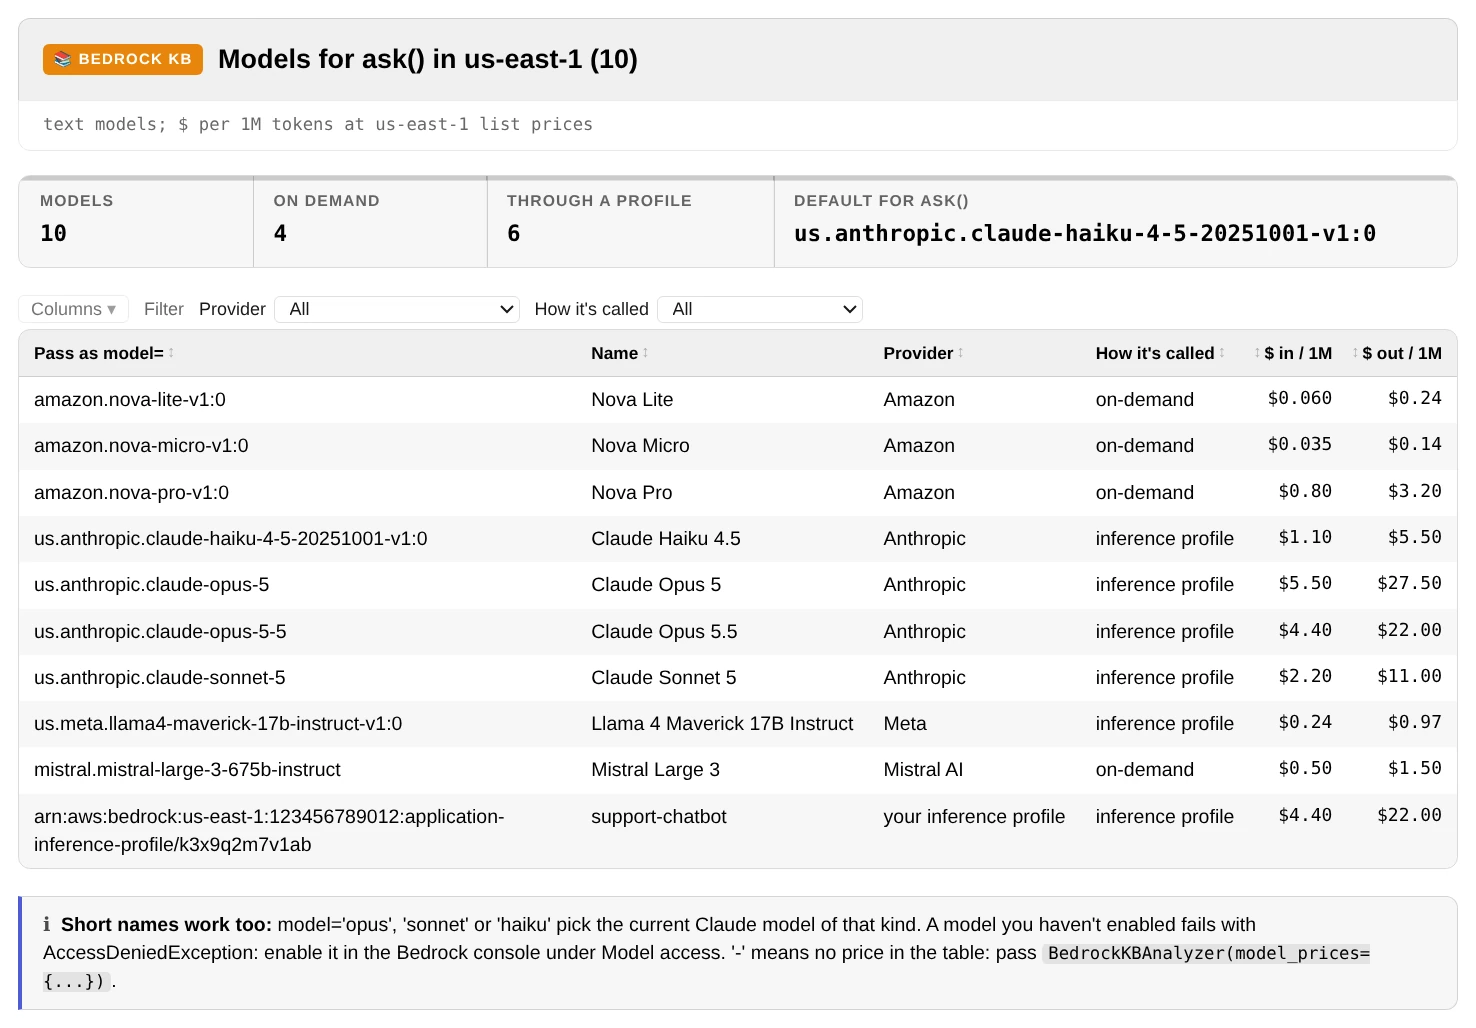 📚 BEDROCK KB Models for ask() in us-east-1 (10)
text models; $ per 1M tokens at us-east-1 list prices
MODELS ON DEMAND THROUGH A PROFILE DEFAULT FOR ASK()
10 4 6 us.anthropic.claude-haiku-4-5-20251001-v1:0
Columns ▾ Filter Provider All How it's called All
Pass as model= ↕ Name ↕ Provider ↕ How it's called ↕ ↕ $ in / 1M ↕ $ out / 1M
amazon.nova-lite-v1:0 Nova Lite Amazon on-demand $0.060 $0.24
amazon.nova-micro-v1:0 Nova Micro Amazon on-demand $0.035 $0.14
amazon.nova-pro-v1:0 Nova Pro Amazon on-demand $0.80 $3.20
us.anthropic.claude-haiku-4-5-20251001-v1:0 Claude Haiku 4.5 Anthropic inference profile $1.10 $5.50
us.anthropic.claude-opus-5 Claude Opus 5 Anthropic inference profile $5.50 $27.50
us.anthropic.claude-opus-5-5 Claude Opus 5.5 Anthropic inference profile $4.40 $22.00
us.anthropic.claude-sonnet-5 Claude Sonnet 5 Anthropic inference profile $2.20 $11.00
us.meta.llama4-maverick-17b-instruct-v1:0 Llama 4 Maverick 17B Instruct Meta inference profile $0.24 $0.97
mistral.mistral-large-3-675b-instruct Mistral Large 3 Mistral AI on-demand $0.50 $1.50
arn:aws:bedrock:us-east-1:123456789012:application- support-chatbot your inference profile inference profile $4.40 $22.00
inference-profile/k3x9q2m7v1ab
ℹ Short names work too: model='opus', 'sonnet' or 'haiku' pick the current Claude model of that kind. A model you haven't enabled fails with
AccessDeniedException: enable it in the Bedrock console under Model access. '-' means no price in the table: pass BedrockKBAnalyzer(model_prices=
{...}) .